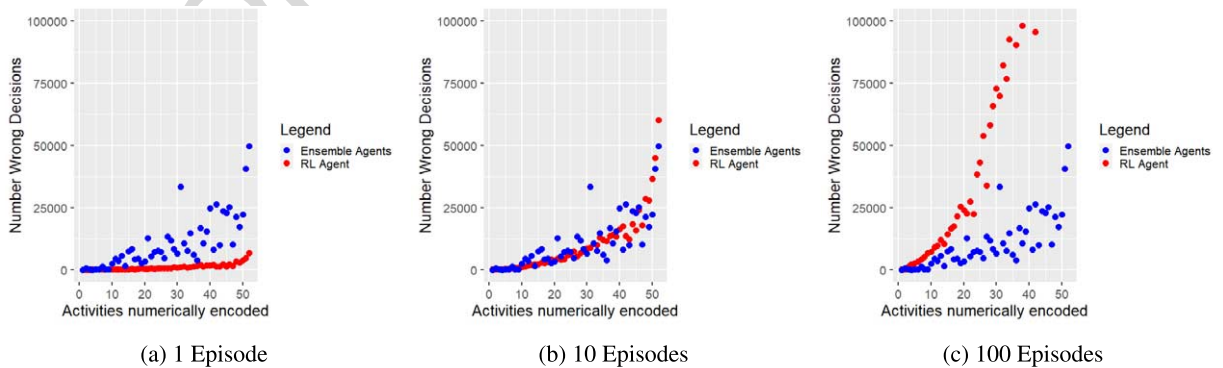 100000
75000
50000
25000
0
Number Wrong Decisions
0 10 20 30 40 50
Activities numerically encoded
Legend
Ensemble Agents
RL Agent
(a) 1 Episode
100000
75000
50000
25000
0
Number Wrong Decisions
0 10 20 30 40 50
Activities numerically encoded
Legend
Ensemble Agents
RL Agent
(b) 10 Episodes
100000
75000
50000
25000
0
Number Wrong Decisions
0 10 20 30 40 50
Activities numerically encoded
Legend
Ensemble Agents
RL Agent
(c) 100 Episodes